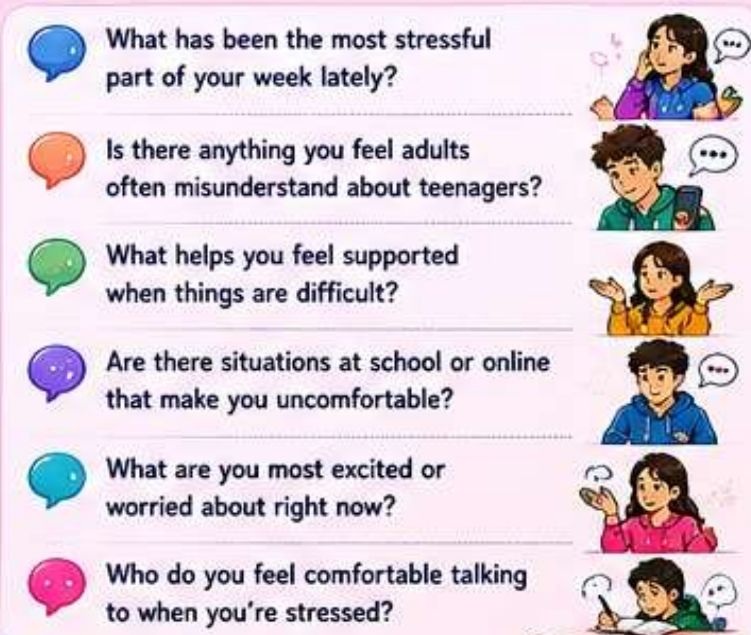 What has been the most stressful
part of your week lately?
Is there anything you feel adults
often misunderstand about teenagers?
What helps you feel supported
when things are difficult?
Are there situations at school or online
that make you uncomfortable?
What are you most excited or
worried about right now?
Who do you feel comfortable talking
to when you're stressed?